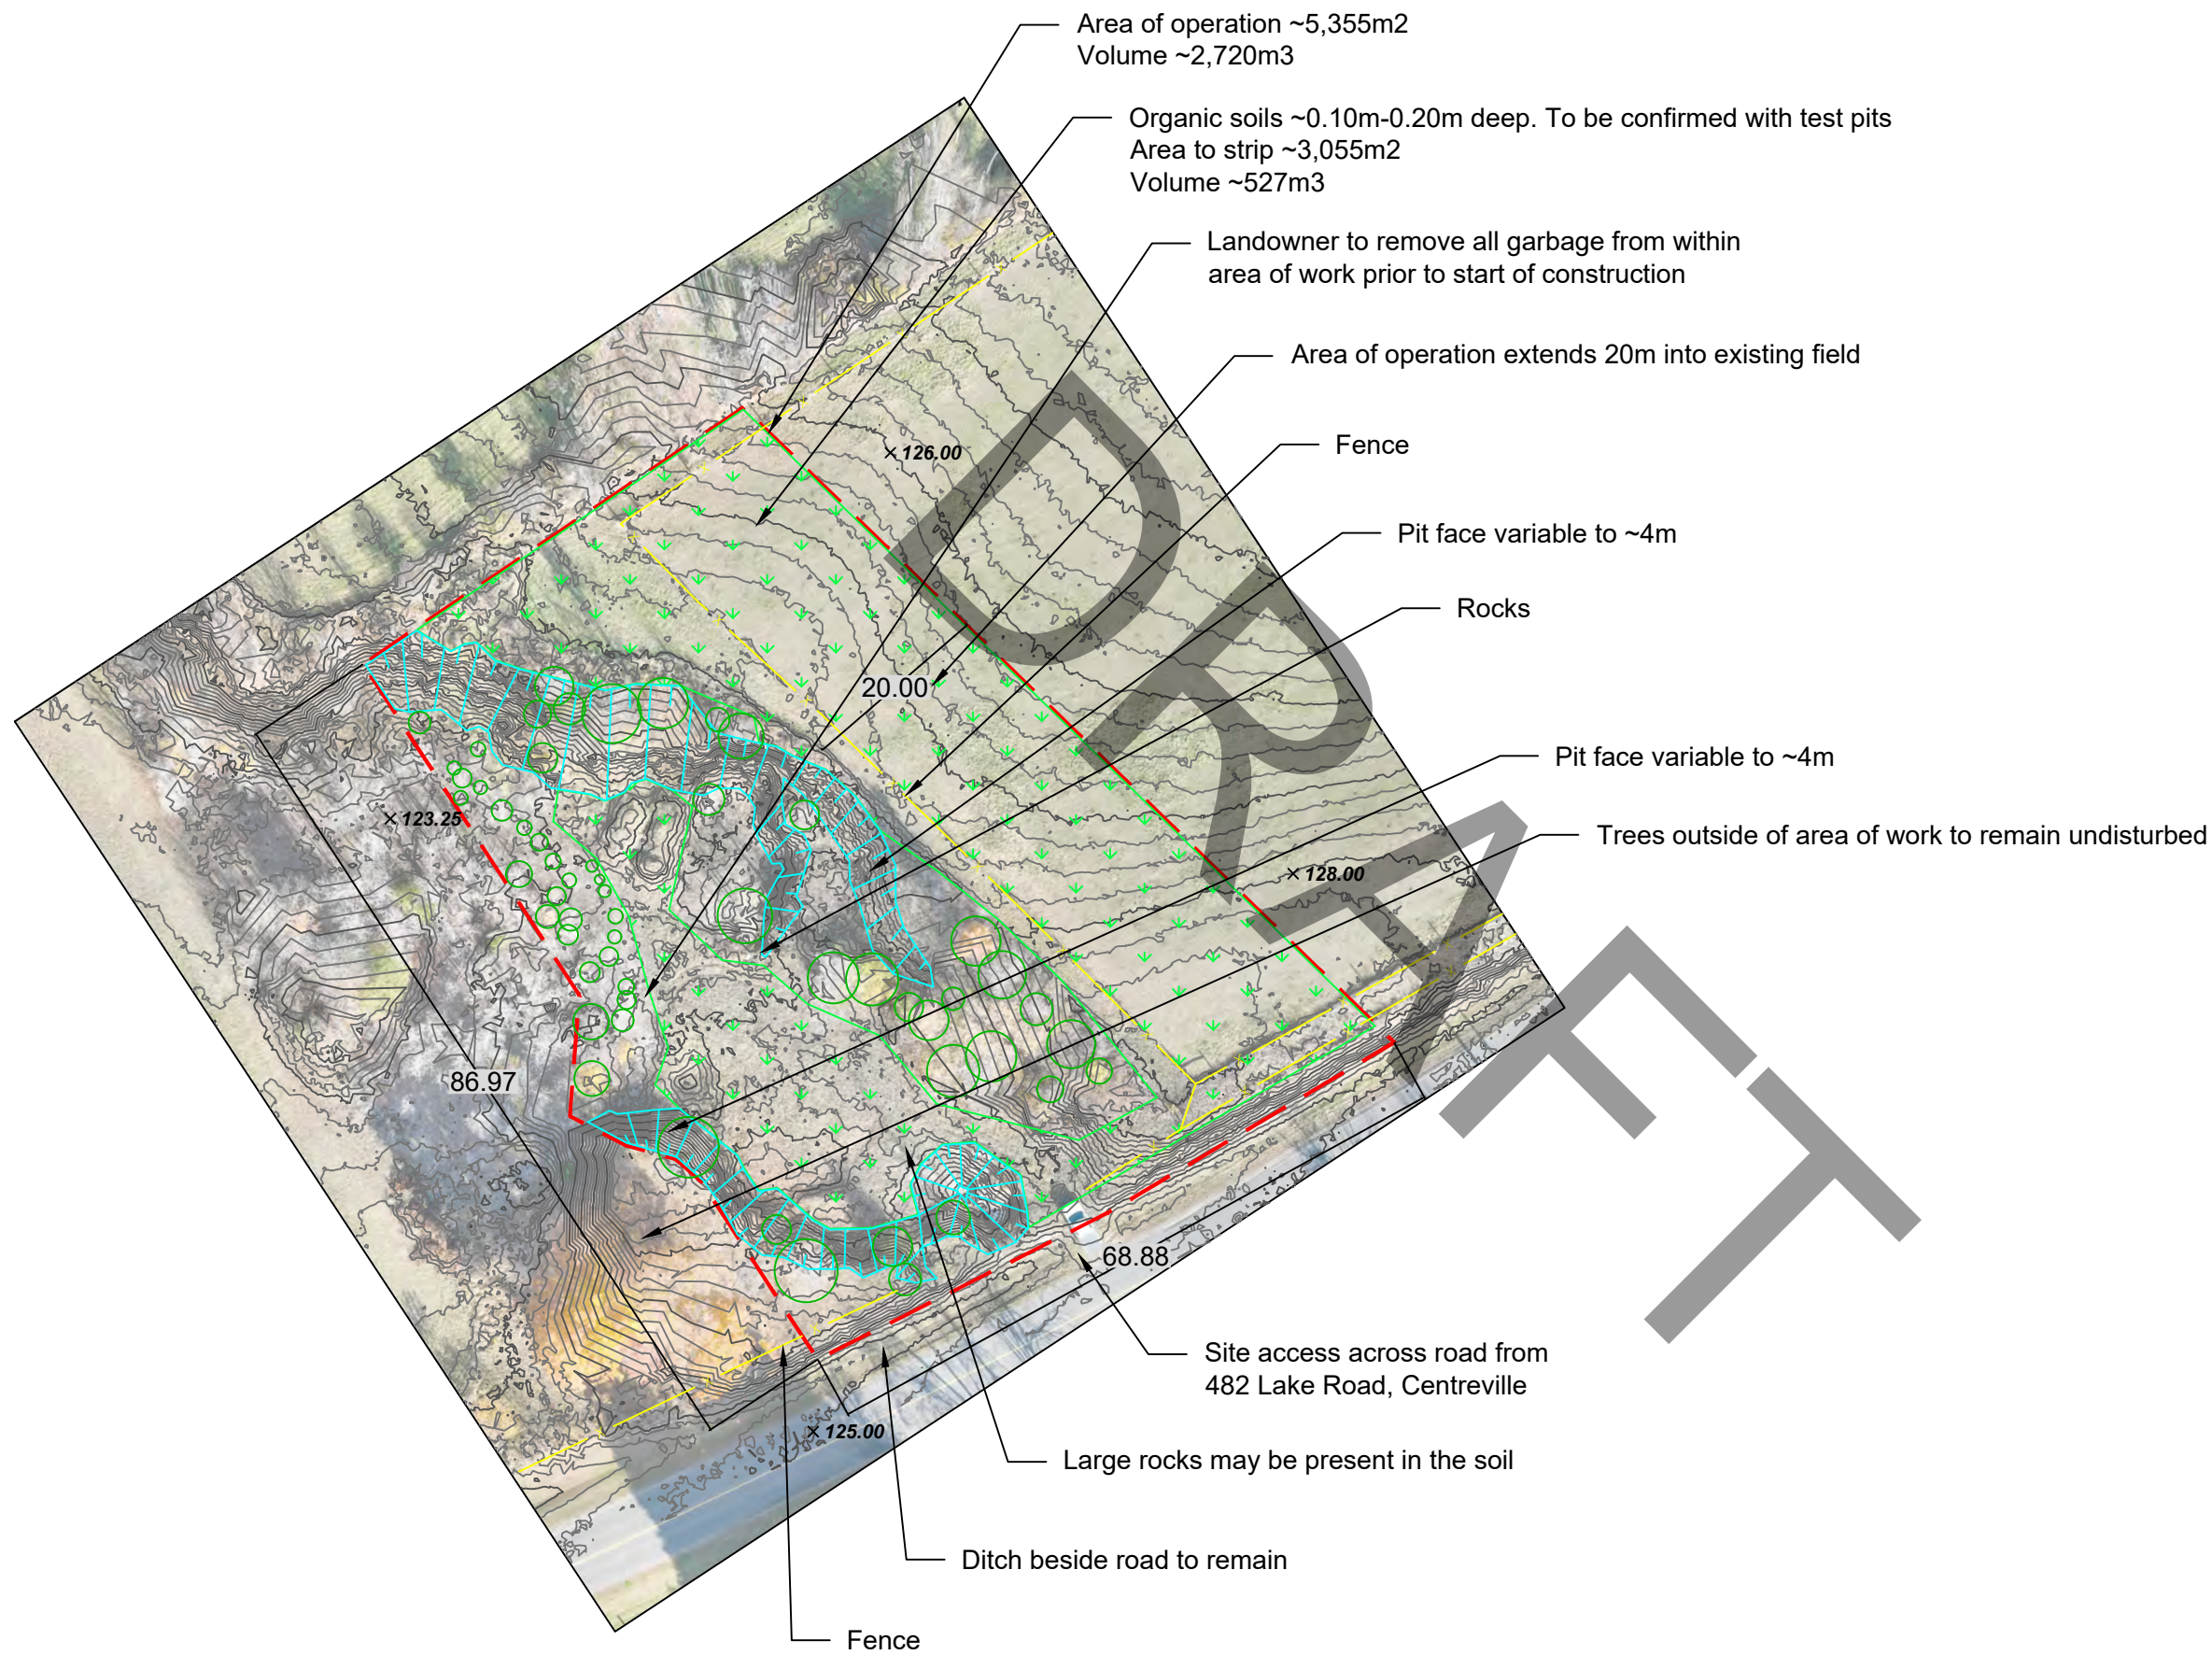 Area of operation ~5,355m2
Volume ~2,720m3
Organic soils ~0.10m-0.20m deep. To be confirmed with test pits
Area to strip ~3,055m2
Volume ~527m3
Landowner to remove all garbage from within
area of work prior to start of construction
Area of operation extends 20m into existing field
Fence
126.00
Pit face variable to ~4m
Rocks
20.00
Pit face variable to ~4m
123.25
Trees outside of area of work to remain undisturbed
128.00
DRAFT
86.97
68.88
Site access across road from
482 Lake Road, Centreville
125.00
Large rocks may be present in the soil
Ditch beside road to remain
Fence